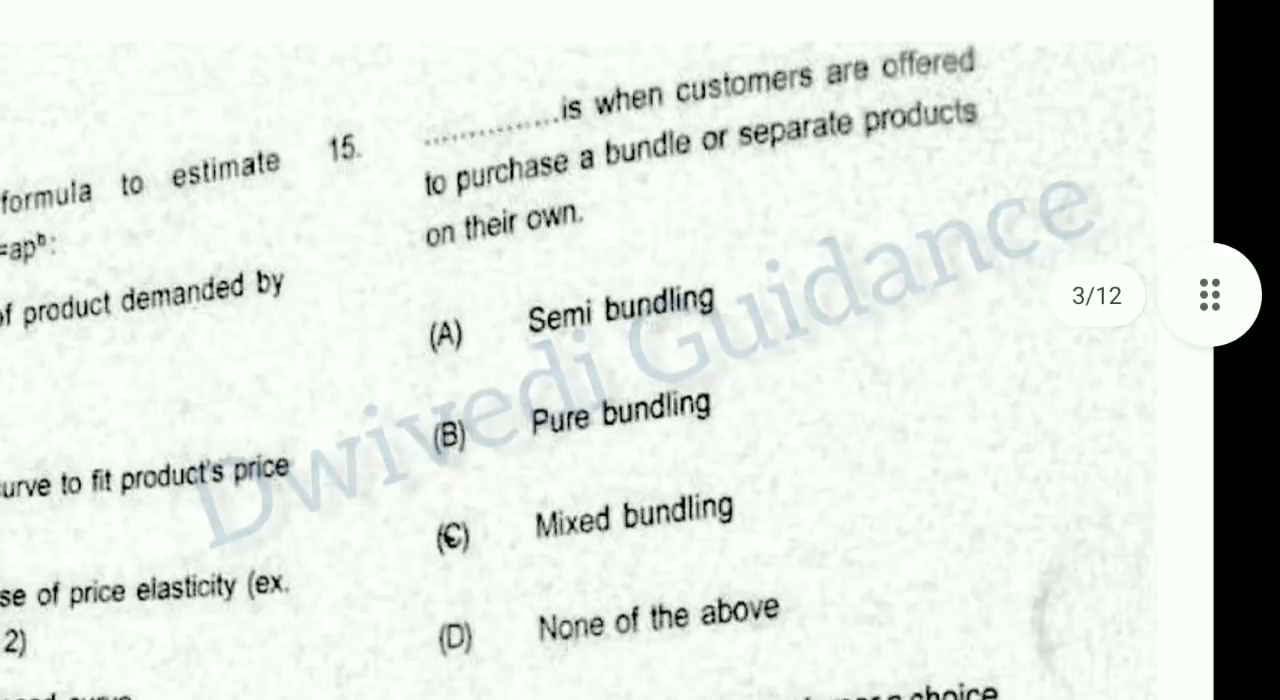 formula to estimate
=apᵇ:
of product demanded by
urve to fit product's price
se of price elasticity (ex.
2)
15. ..............is when customers are offered
to purchase a bundle or separate products
on their own.
(A) Semi bundling
(B) Pure bundling
(C) Mixed bundling
(D) None of the above
choice
Dwivedi Guidance
3/12